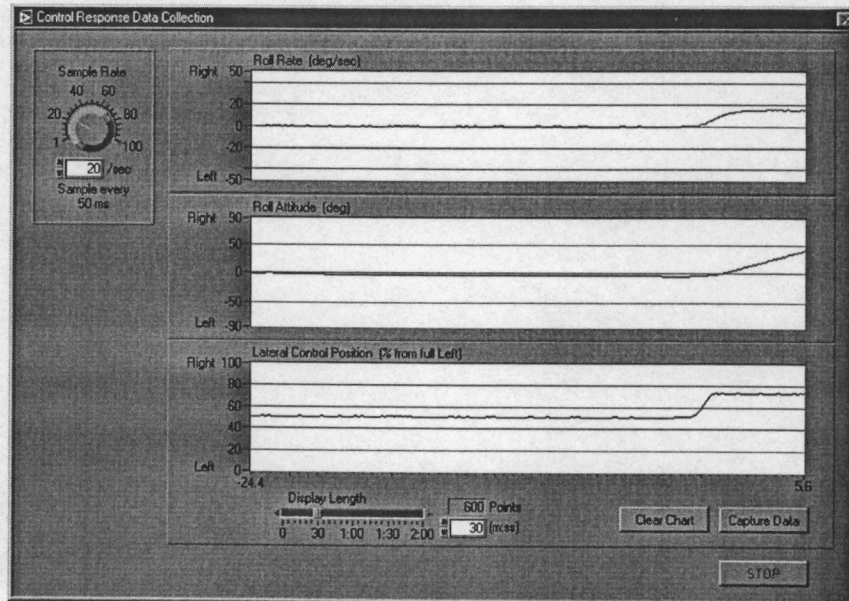 Control Response Data Collection
Sample Rate
40 60
20 80
1 100
20 /sec
Sample every
50 ms
Roll Rate (deg/sec)
Right 50
20
0
-20
Left -50
Roll Attitude (deg)
Right 90
50
0
-50
Left -90
Lateral Control Position (% from full Left)
Right 100
80
60
40
20
Left 0
-24.4 5.6
Display Length
0 30 1:00 1:30 2:00
600 Points
30 (m:ss)
Clear Chart
Capture Data
STOP